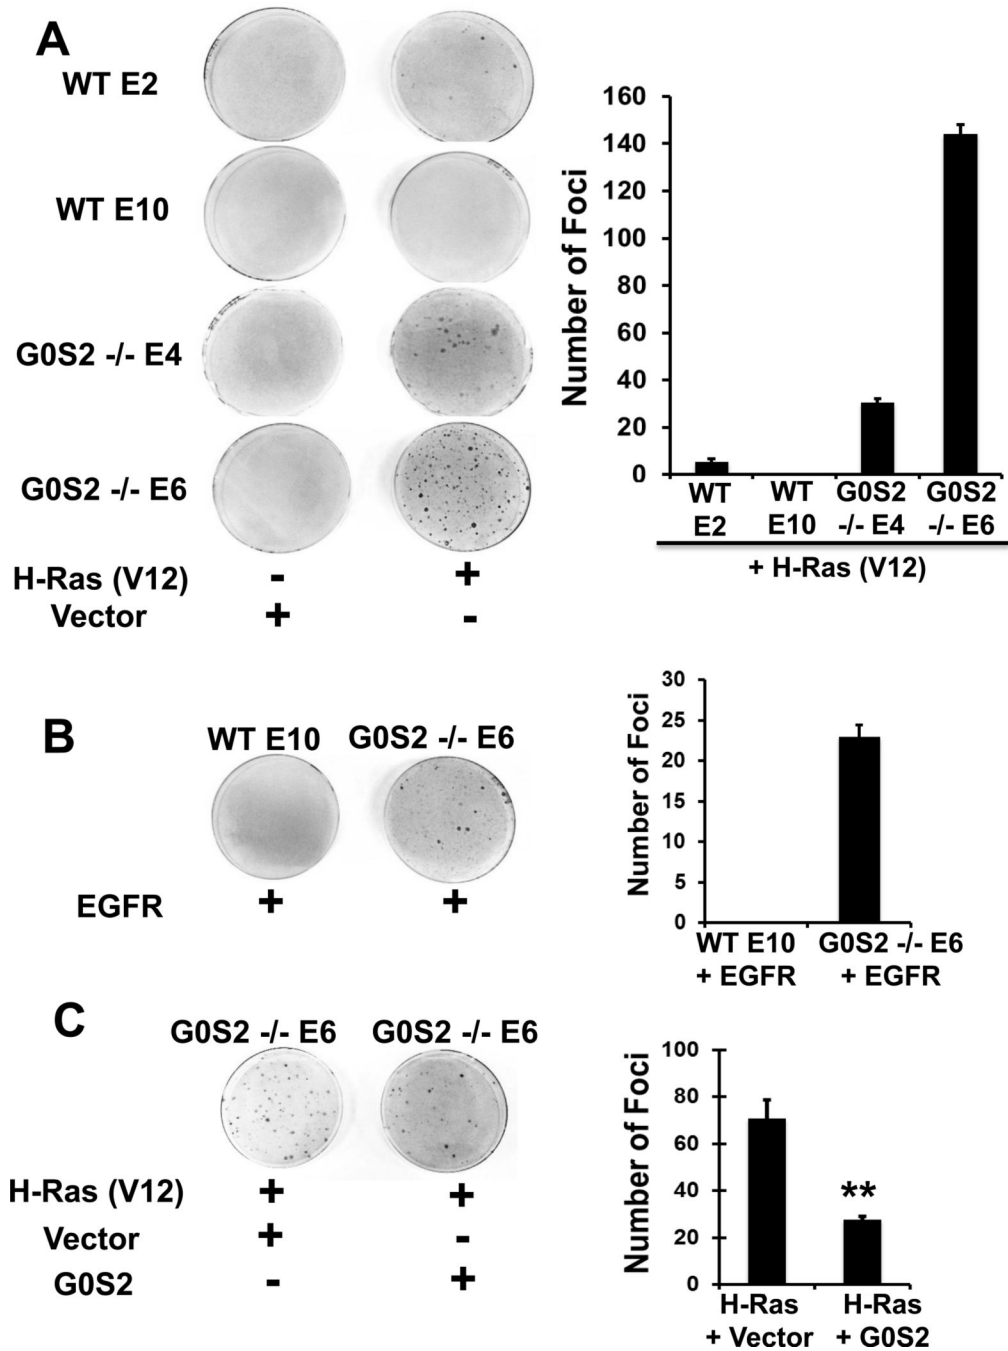 A
WT E2
WT E10
G0S2 -/- E4
G0S2 -/- E6
H-Ras (V12) - +
Vector + -
Number of Foci
160
140
120
100
80
60
40
20
0
WT WT G0S2 G0S2
E2 E10 -/- E4 -/- E6
+ H-Ras (V12)
B
WT E10 G0S2 -/- E6
EGFR + +
Number of Foci
30
25
20
15
10
5
0
WT E10 G0S2 -/- E6
+ EGFR + EGFR
C
G0S2 -/- E6 G0S2 -/- E6
H-Ras (V12) + +
Vector + -
G0S2 - +
Number of Foci
100
80
60
40
20
0
**
H-Ras H-Ras
+ Vector + G0S2